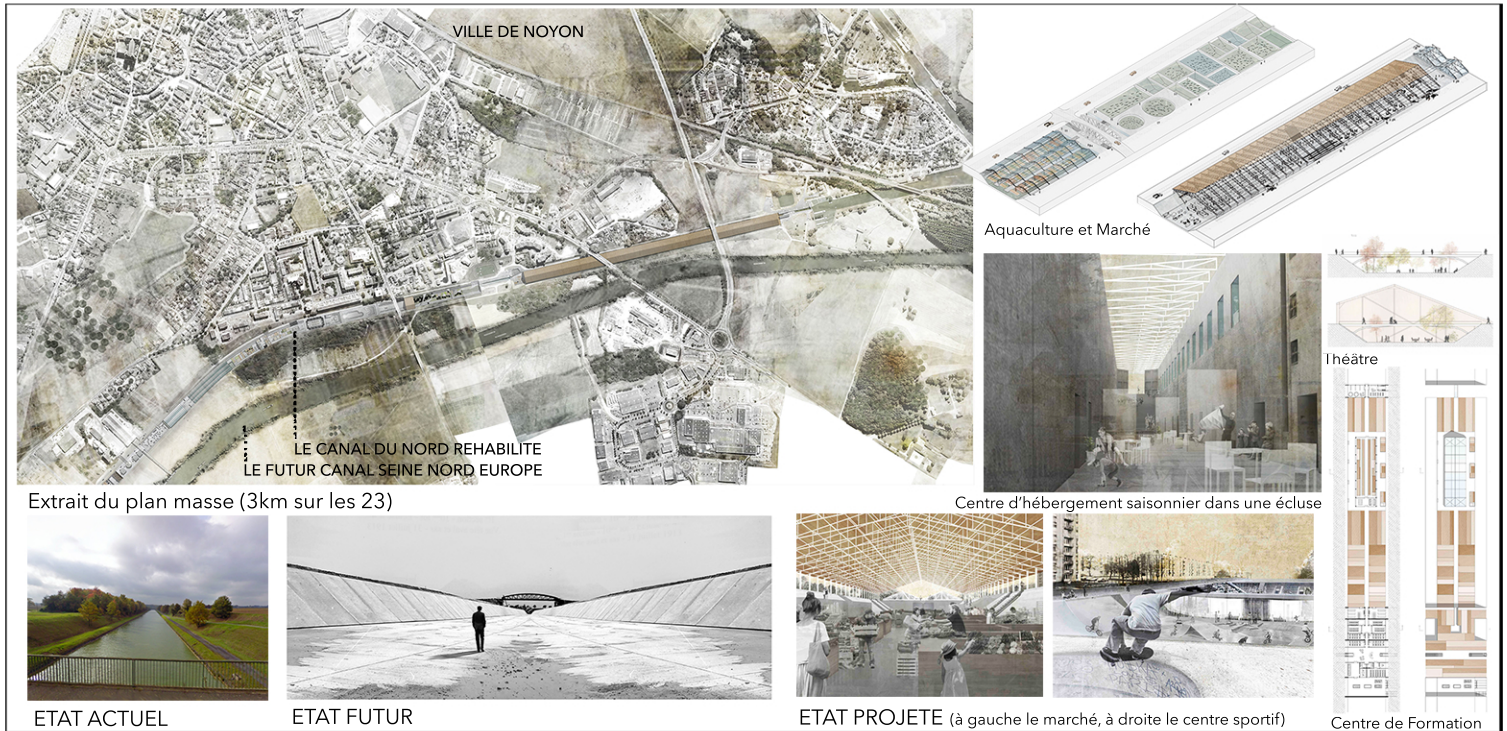 VILLE DE NOYON
LE CANAL DU NORD REHABILITE
LE FUTUR CANAL SEINE NORD EUROPE
Extrait du plan masse (3km sur les 23)
Aquaculture et Marché
Théâtre
Centre d'hébergement saisonnier dans une écluse
ETAT ACTUEL
ETAT FUTUR
ETAT PROJETE (à gauche le marché, à droite le centre sportif)
Centre de Formation